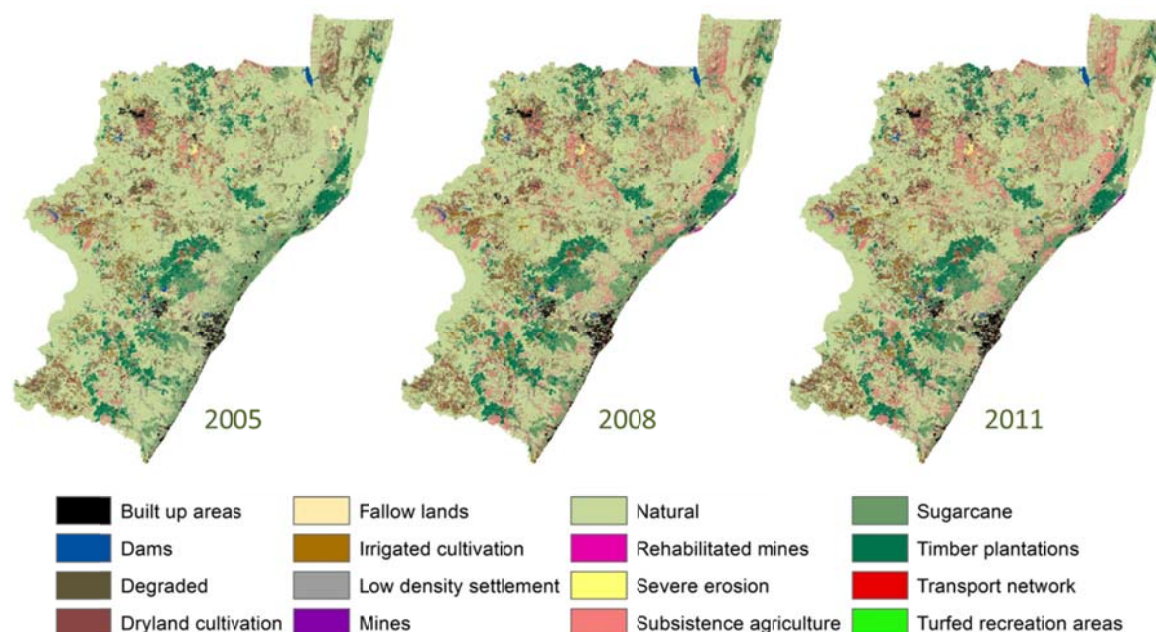 2005
2008
2011
Built up areas
Fallow lands
Natural
Sugarcane
Dams
Irrigated cultivation
Rehabilitated mines
Timber plantations
Degraded
Low density settlement
Severe erosion
Transport network
Dryland cultivation
Mines
Subsistence agriculture
Turfed recreation areas